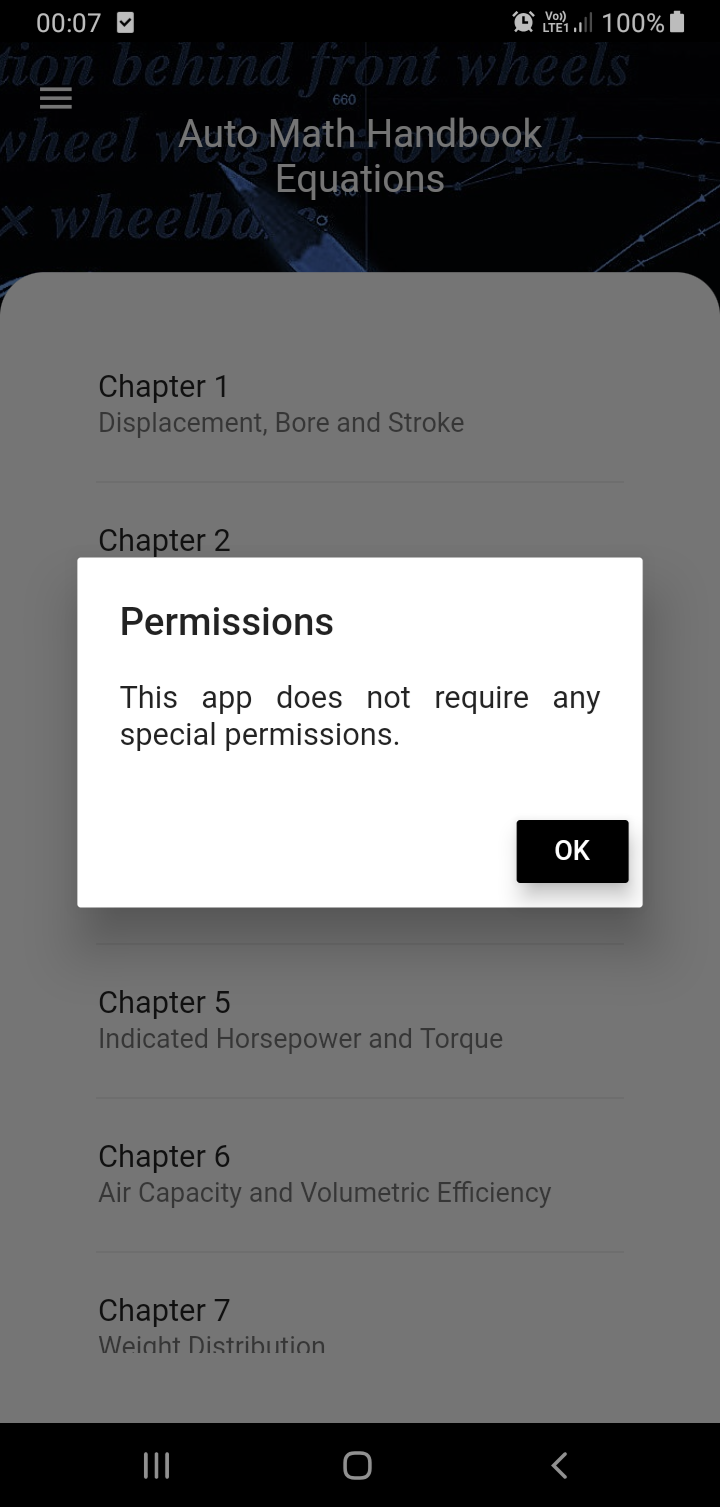 00:07
Vo))
LTE1
100%
tion behind front wheels
660
wheel weight ÷ overall
Auto Math Handbook
Equations
× wheelba
Chapter 1
Displacement, Bore and Stroke
Chapter 2
Permissions
This app does not require any
special permissions.
OK
Chapter 5
Indicated Horsepower and Torque
Chapter 6
Air Capacity and Volumetric Efficiency
Chapter 7
Weight Distribution